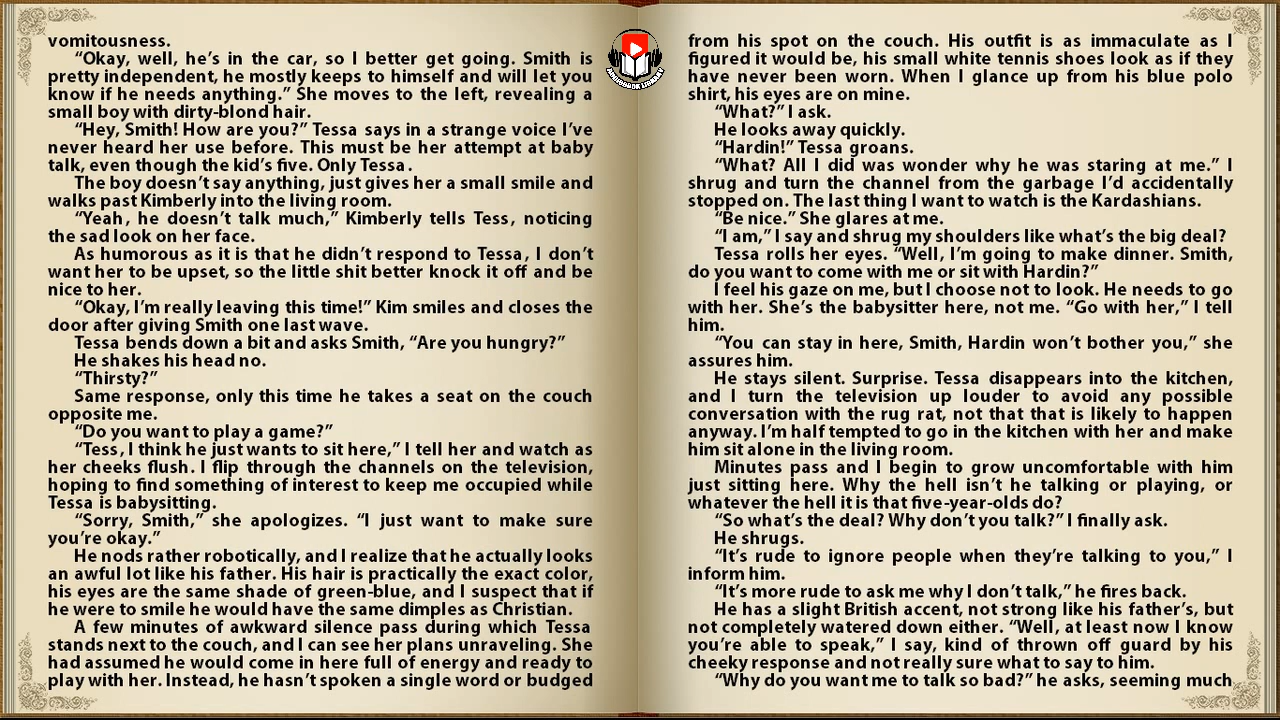 vomitousness.
“Okay, well, he’s in the car, so I better get going. Smith is
pretty independent, he mostly keeps to himself and will let you
know if he needs anything.” She moves to the left, revealing a
small boy with dirty-blond hair.
“Hey, Smith! How are you?” Tessa says in a strange voice I’ve
never heard her use before. This must be her attempt at baby
talk, even though the kid’s five. Only Tessa.
The boy doesn’t say anything, just gives her a small smile and
walks past Kimberly into the living room.
“Yeah, he doesn’t talk much,” Kimberly tells Tess, noticing
the sad look on her face.
As humorous as it is that he didn’t respond to Tessa, I don’t
want her to be upset, so the little shit better knock it off and be
nice to her.
“Okay, I’m really leaving this time!” Kim smiles and closes the
door after giving Smith one last wave.
Tessa bends down a bit and asks Smith, “Are you hungry?”
He shakes his head no.
“Thirsty?”
Same response, only this time he takes a seat on the couch
opposite me.
“Do you want to play a game?”
“Tess, I think he just wants to sit here,” I tell her and watch as
her cheeks flush. I flip through the channels on the television,
hoping to find something of interest to keep me occupied while
Tessa is babysitting.
“Sorry, Smith,” she apologizes. “I just want to make sure
you’re okay.”
He nods rather robotically, and I realize that he actually looks
an awful lot like his father. His hair is practically the exact color,
his eyes are the same shade of green-blue, and I suspect that if
he were to smile he would have the same dimples as Christian.
A few minutes of awkward silence pass during which Tessa
stands next to the couch, and I can see her plans unraveling. She
had assumed he would come in here full of energy and ready to
play with her. Instead, he hasn’t spoken a single word or budged
from his spot on the couch. His outfit is as immaculate as I
figured it would be, his small white tennis shoes look as if they
have never been worn. When I glance up from his blue polo
shirt, his eyes are on mine.
“What?” I ask.
He looks away quickly.
“Hardin!” Tessa groans.
“What? All I did was wonder why he was staring at me.” I
shrug and turn the channel from the garbage I’d accidentally
stopped on. The last thing I want to watch is the Kardashians.
“Be nice.” She glares at me.
“I am,” I say and shrug my shoulders like what’s the big deal?
Tessa rolls her eyes. “Well, I’m going to make dinner. Smith,
do you want to come with me or sit with Hardin?”
I feel his gaze on me, but I choose not to look. He needs to go
with her. She’s the babysitter here, not me. “Go with her,” I tell
him.
“You can stay in here, Smith, Hardin won’t bother you,” she
assures him.
He stays silent. Surprise. Tessa disappears into the kitchen,
and I turn the television up louder to avoid any possible
conversation with the rug rat, not that that is likely to happen
anyway. I’m half tempted to go in the kitchen with her and make
him sit alone in the living room.
Minutes pass and I begin to grow uncomfortable with him
just sitting here. Why the hell isn’t he talking or playing, or
whatever the hell it is that five-year-olds do?
“So what’s the deal? Why don’t you talk?” I finally ask.
He shrugs.
“It’s rude to ignore people when they’re talking to you,” I
inform him.
“It’s more rude to ask me why I don’t talk,” he fires back.
He has a slight British accent, not strong like his father’s, but
not completely watered down either. “Well, at least now I know
you’re able to speak,” I say, kind of thrown off guard by his
cheeky response and not really sure what to say to him.
“Why do you want me to talk so bad?” he asks, seeming much